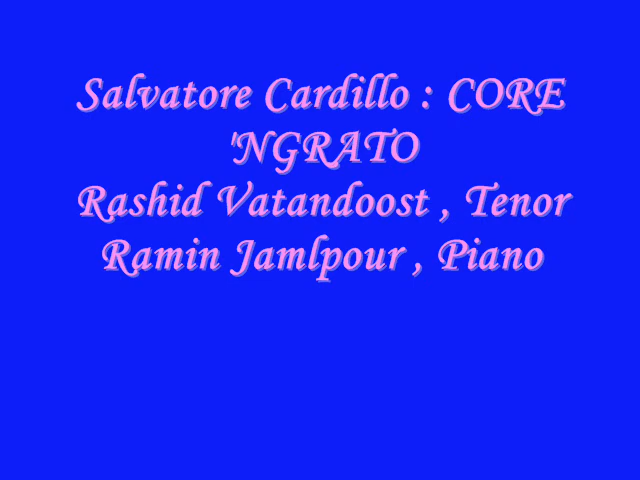 Salvatore Cardillo : CORE
'NGRATO
Rashid Vatandoost , Tenor
Ramin Jamlpour , Piano